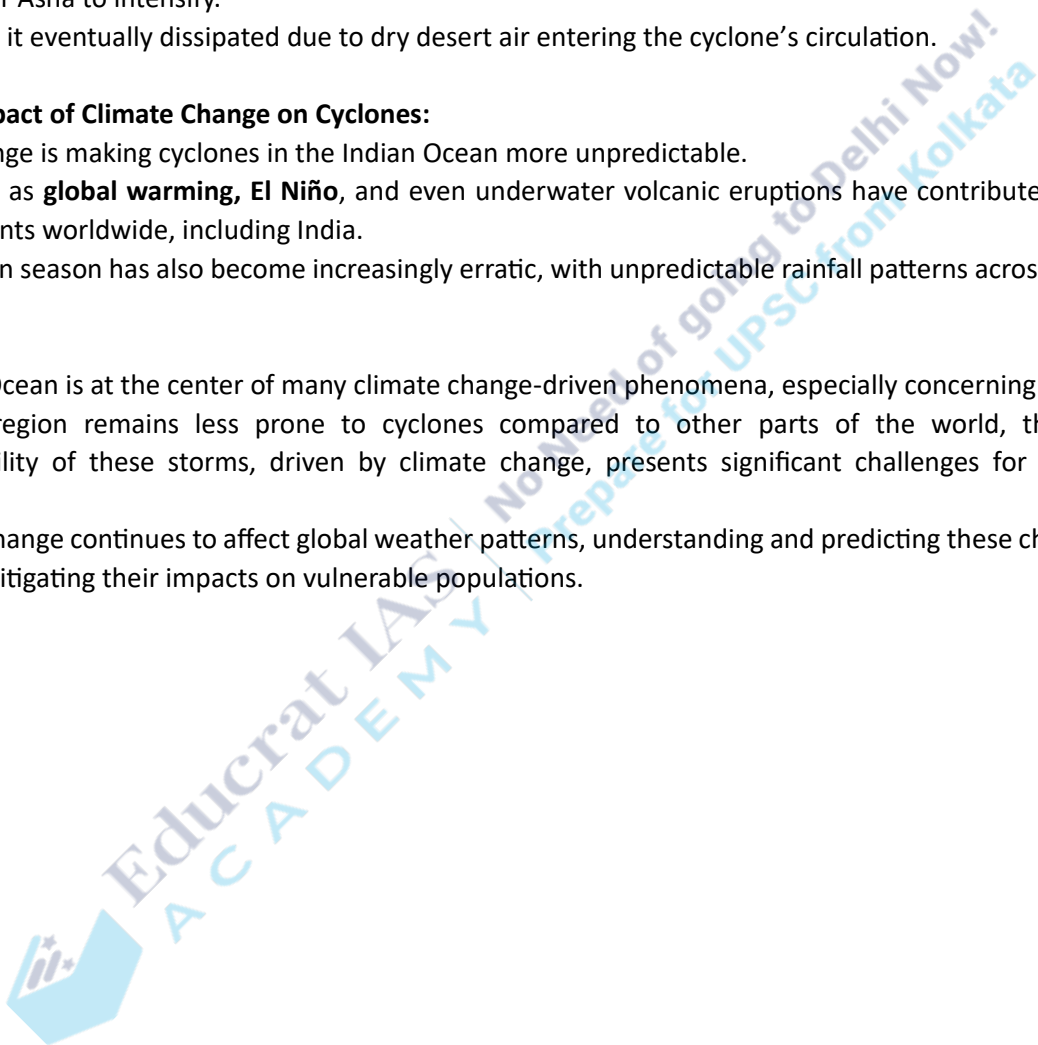 Asna to intensify.
it eventually dissipated due to dry desert air entering the cyclone's circulation.
pact of Climate Change on Cyclones:
nge is making cyclones in the Indian Ocean more unpredictable.
as global warming, El Niño, and even underwater volcanic eruptions have contribute
nts worldwide, including India.
n season has also become increasingly erratic, with unpredictable rainfall patterns acros
Ocean is at the center of many climate change-driven phenomena, especially concerning
region remains less prone to cyclones compared to other parts of the world, th
ility of these storms, driven by climate change, presents significant challenges for
hange continues to affect global weather patterns, understanding and predicting these ch
itigating their impacts on vulnerable populations.
Educrat IAS
ACADEMY
No Need of going to Delhi Now!
Prepare for UPSC from Kolkata